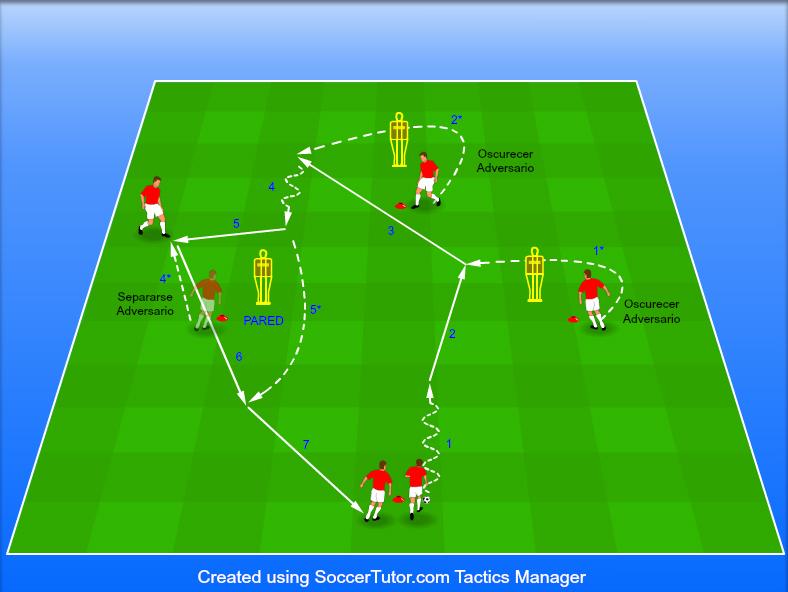 2*
Oscurecer
Adversario
4
5
3
1*
4*
Separarse
Adversario
Oscurecer
Adversario
5*
PARED
2
6
7
1
Created using SoccerTutor.com Tactics Manager